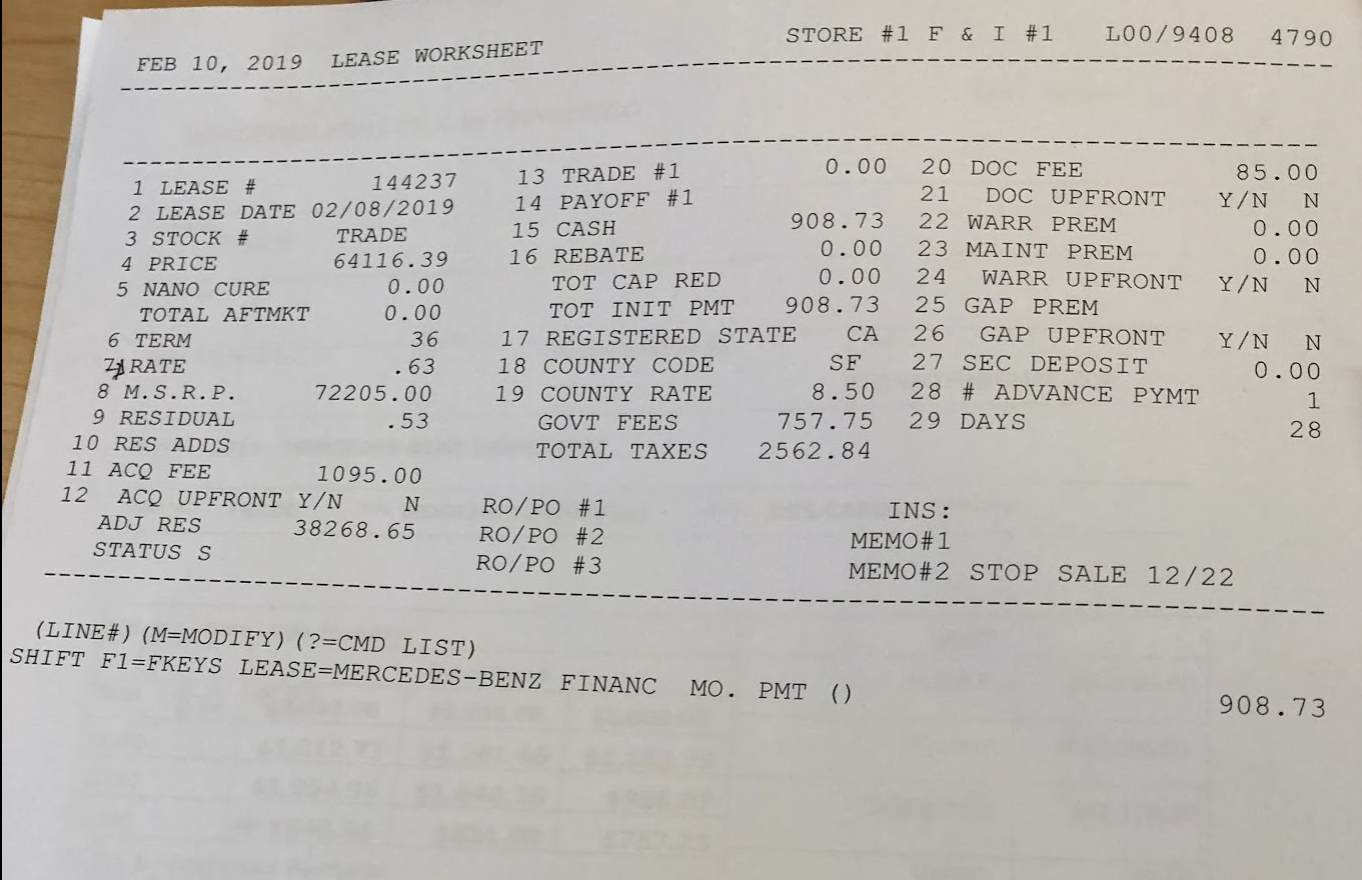 FEB 10, 2019 LEASE WORKSHEET STORE #1 F & I #1 L00/9408 4790
1 LEASE # 144237 13 TRADE #1 0.00 20 DOC FEE 85.00
2 LEASE DATE 02/08/2019 14 PAYOFF #1 21 DOC UPFRONT Y/N N
3 STOCK # TRADE 15 CASH 908.73 22 WARR PREM 0.00
4 PRICE 64116.39 16 REBATE 0.00 23 MAINT PREM 0.00
5 NANO CURE 0.00 TOT CAP RED 0.00 24 WARR UPFRONT Y/N N
TOTAL AFTMKT 0.00 TOT INIT PMT 908.73 25 GAP PREM
6 TERM 36 17 REGISTERED STATE CA 26 GAP UPFRONT Y/N N
7 RATE .63 18 COUNTY CODE SF 27 SEC DEPOSIT 0.00
8 M.S.R.P. 72205.00 19 COUNTY RATE 8.50 28 # ADVANCE PYMT 1
9 RESIDUAL .53 GOVT FEES 757.75 29 DAYS 28
10 RES ADDS TOTAL TAXES 2562.84
11 ACQ FEE 1095.00
12 ACQ UPFRONT Y/N N RO/PO #1 INS:
ADJ RES 38268.65 RO/PO #2 MEMO#1
STATUS S RO/PO #3 MEMO#2 STOP SALE 12/22
(LINE#) (M=MODIFY) (?=CMD LIST)
SHIFT F1=FKEYS LEASE=MERCEDES-BENZ FINANC MO. PMT () 908.73